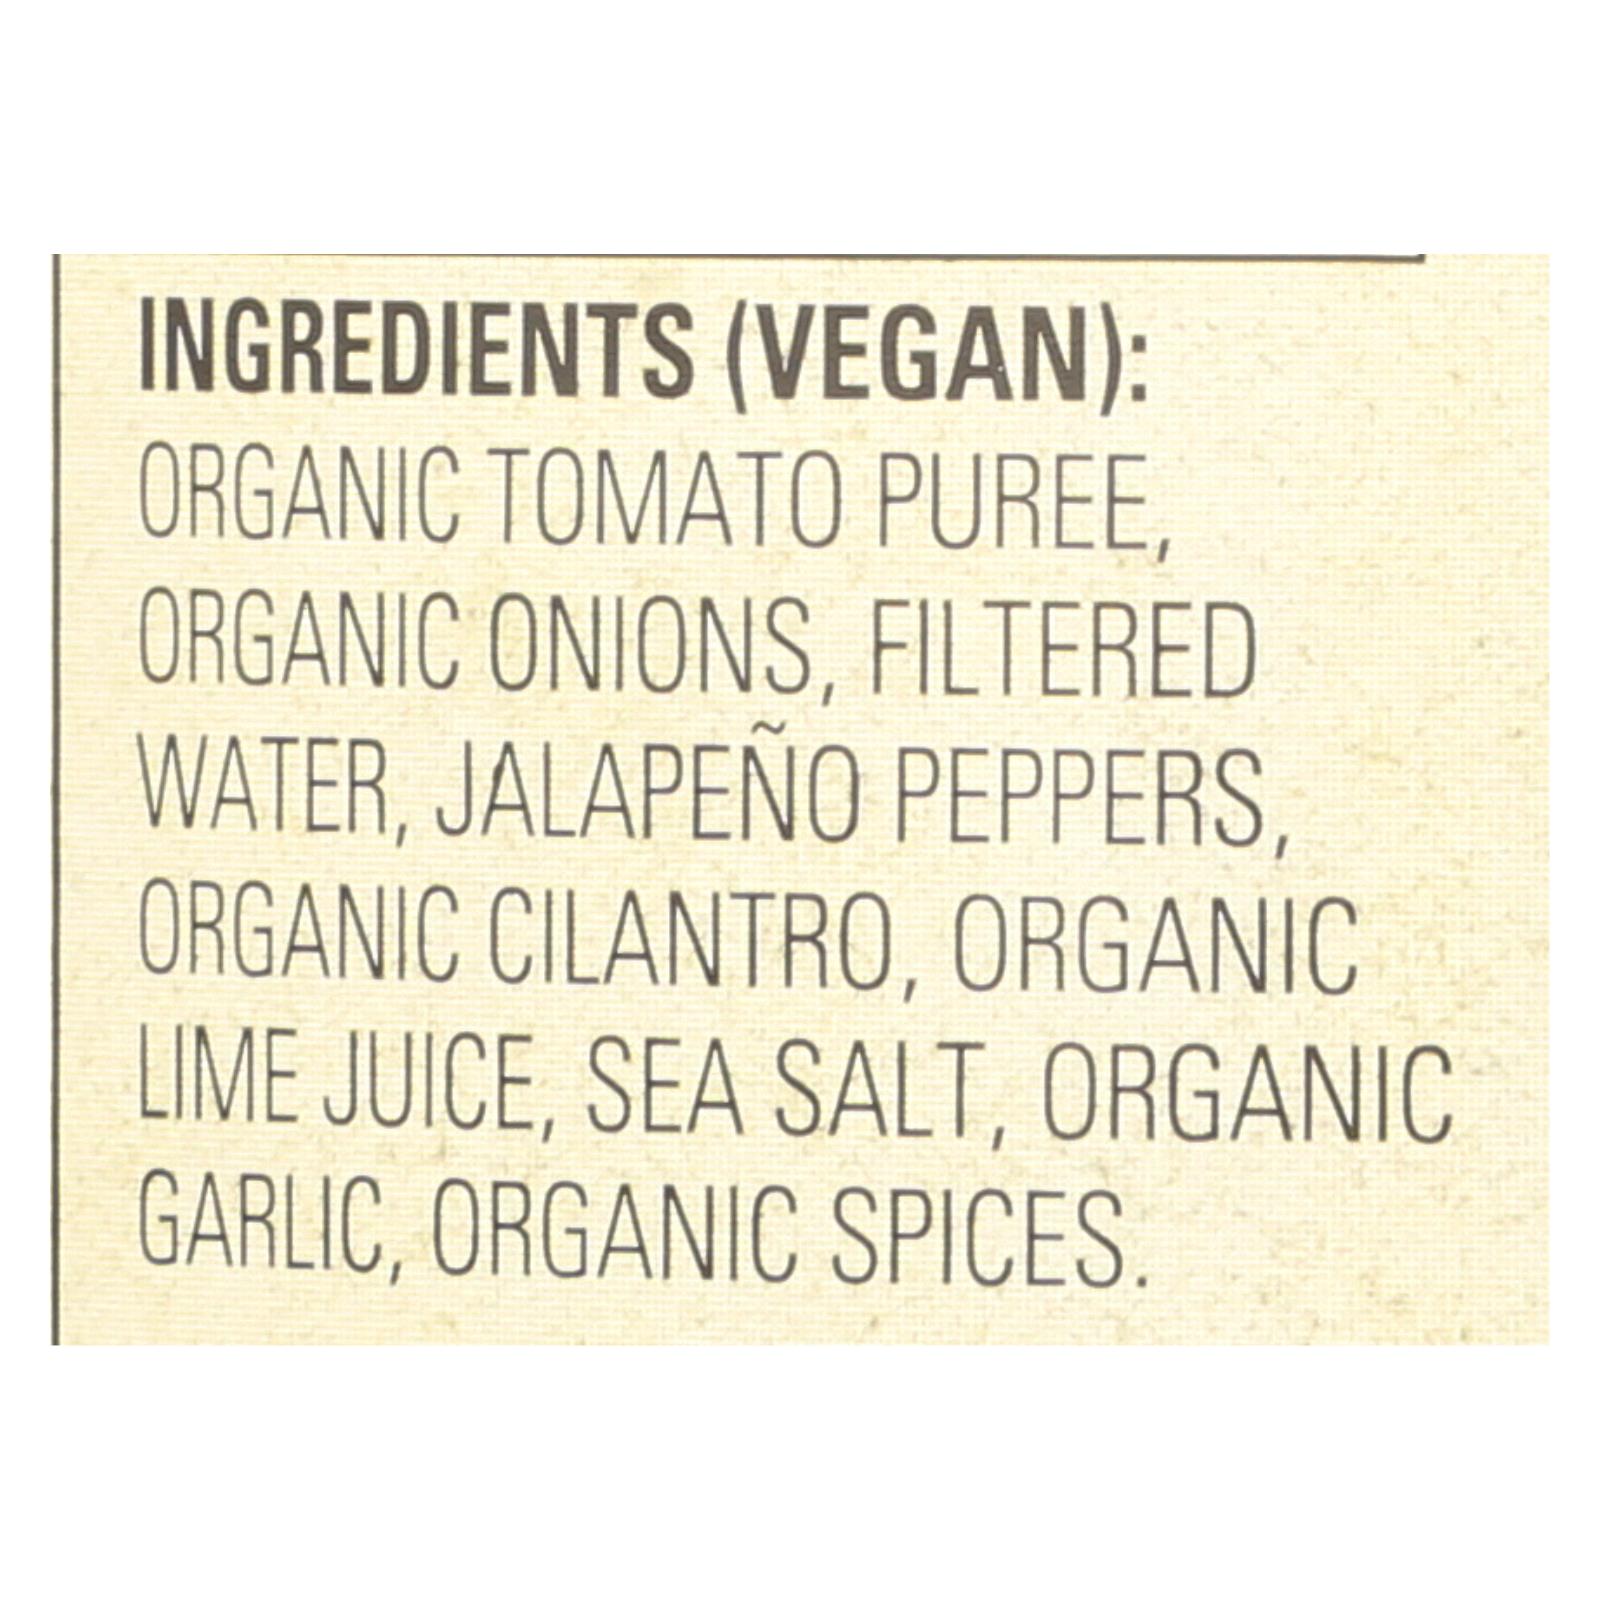 INGREDIENTS (VEGAN):
ORGANIC TOMATO PUREE,
ORGANIC ONIONS, FILTERED
WATER, JALAPEÑO PEPPERS,
ORGANIC CILANTRO, ORGANIC
LIME JUICE, SEA SALT, ORGANIC
GARLIC, ORGANIC SPICES.